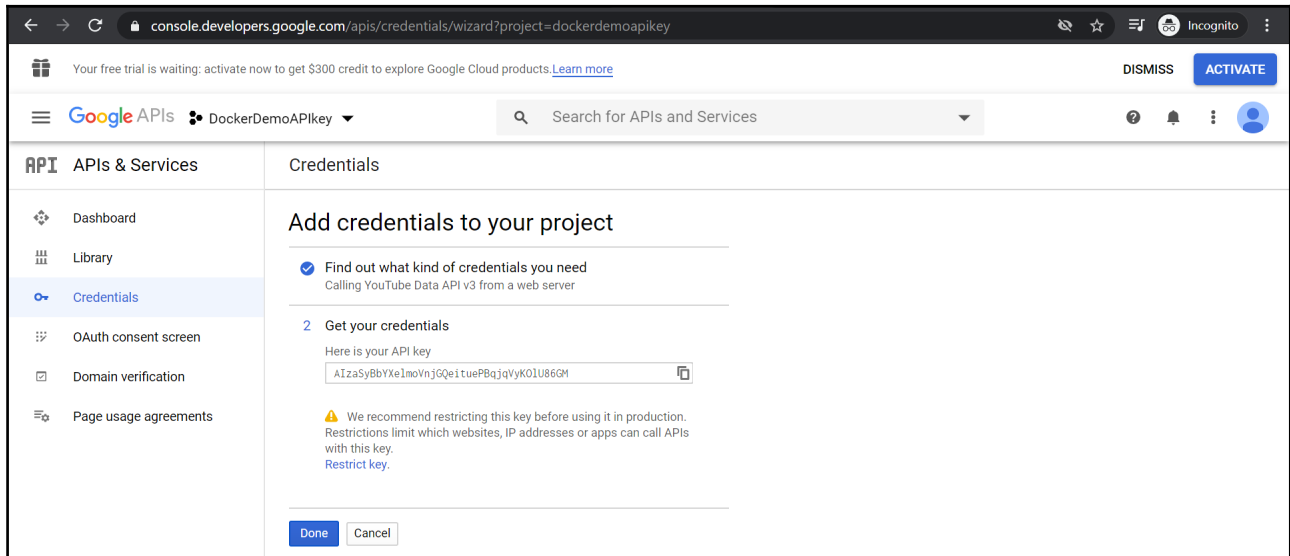 console.developers.google.com/apis/credentials/wizard?project=dockerdemoapikey
Incognito
Your free trial is waiting: activate now to get $300 credit to explore Google Cloud products. Learn more
DISMISS
ACTIVATE
Google APIs
DockerDemoAPIkey
Search for APIs and Services
API APIs & Services
Credentials
Dashboard
Library
Credentials
OAuth consent screen
Domain verification
Page usage agreements
Add credentials to your project
Find out what kind of credentials you need
Calling YouTube Data API v3 from a web server
2 Get your credentials
Here is your API key
AIzaSyBbYXelmoVnjGQeituePBqjqVyKOlU86GM
We recommend restricting this key before using it in production.
Restrictions limit which websites, IP addresses or apps can call APIs
with this key.
Restrict key.
Done
Cancel